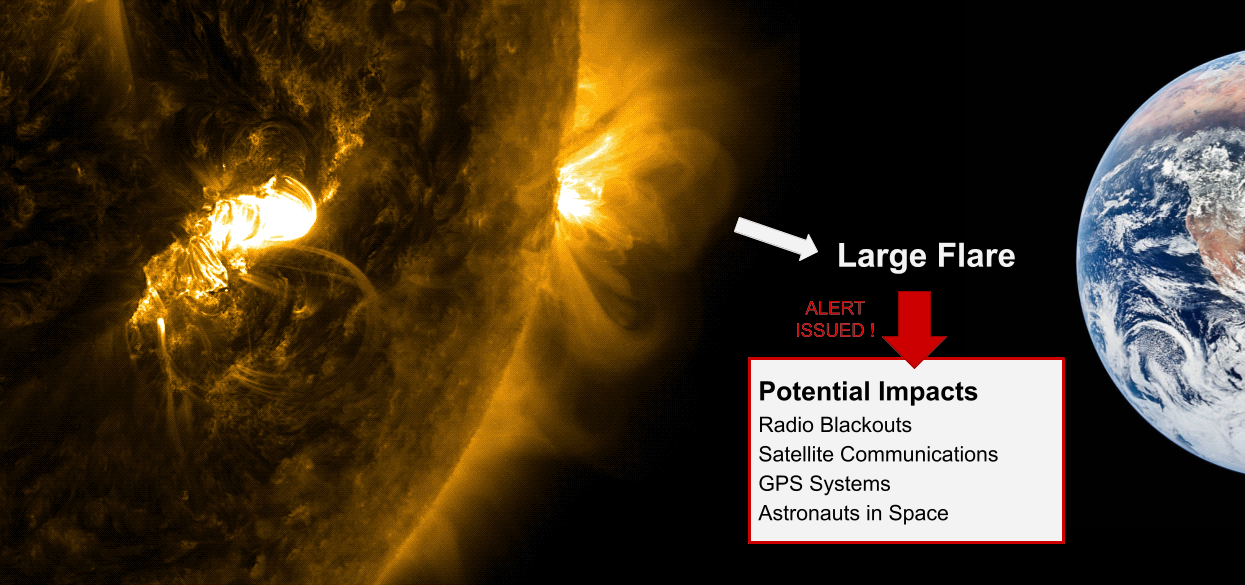 Large Flare
ALERT
ISSUED !
Potential Impacts
Radio Blackouts
Satellite Communications
GPS Systems
Astronauts in Space